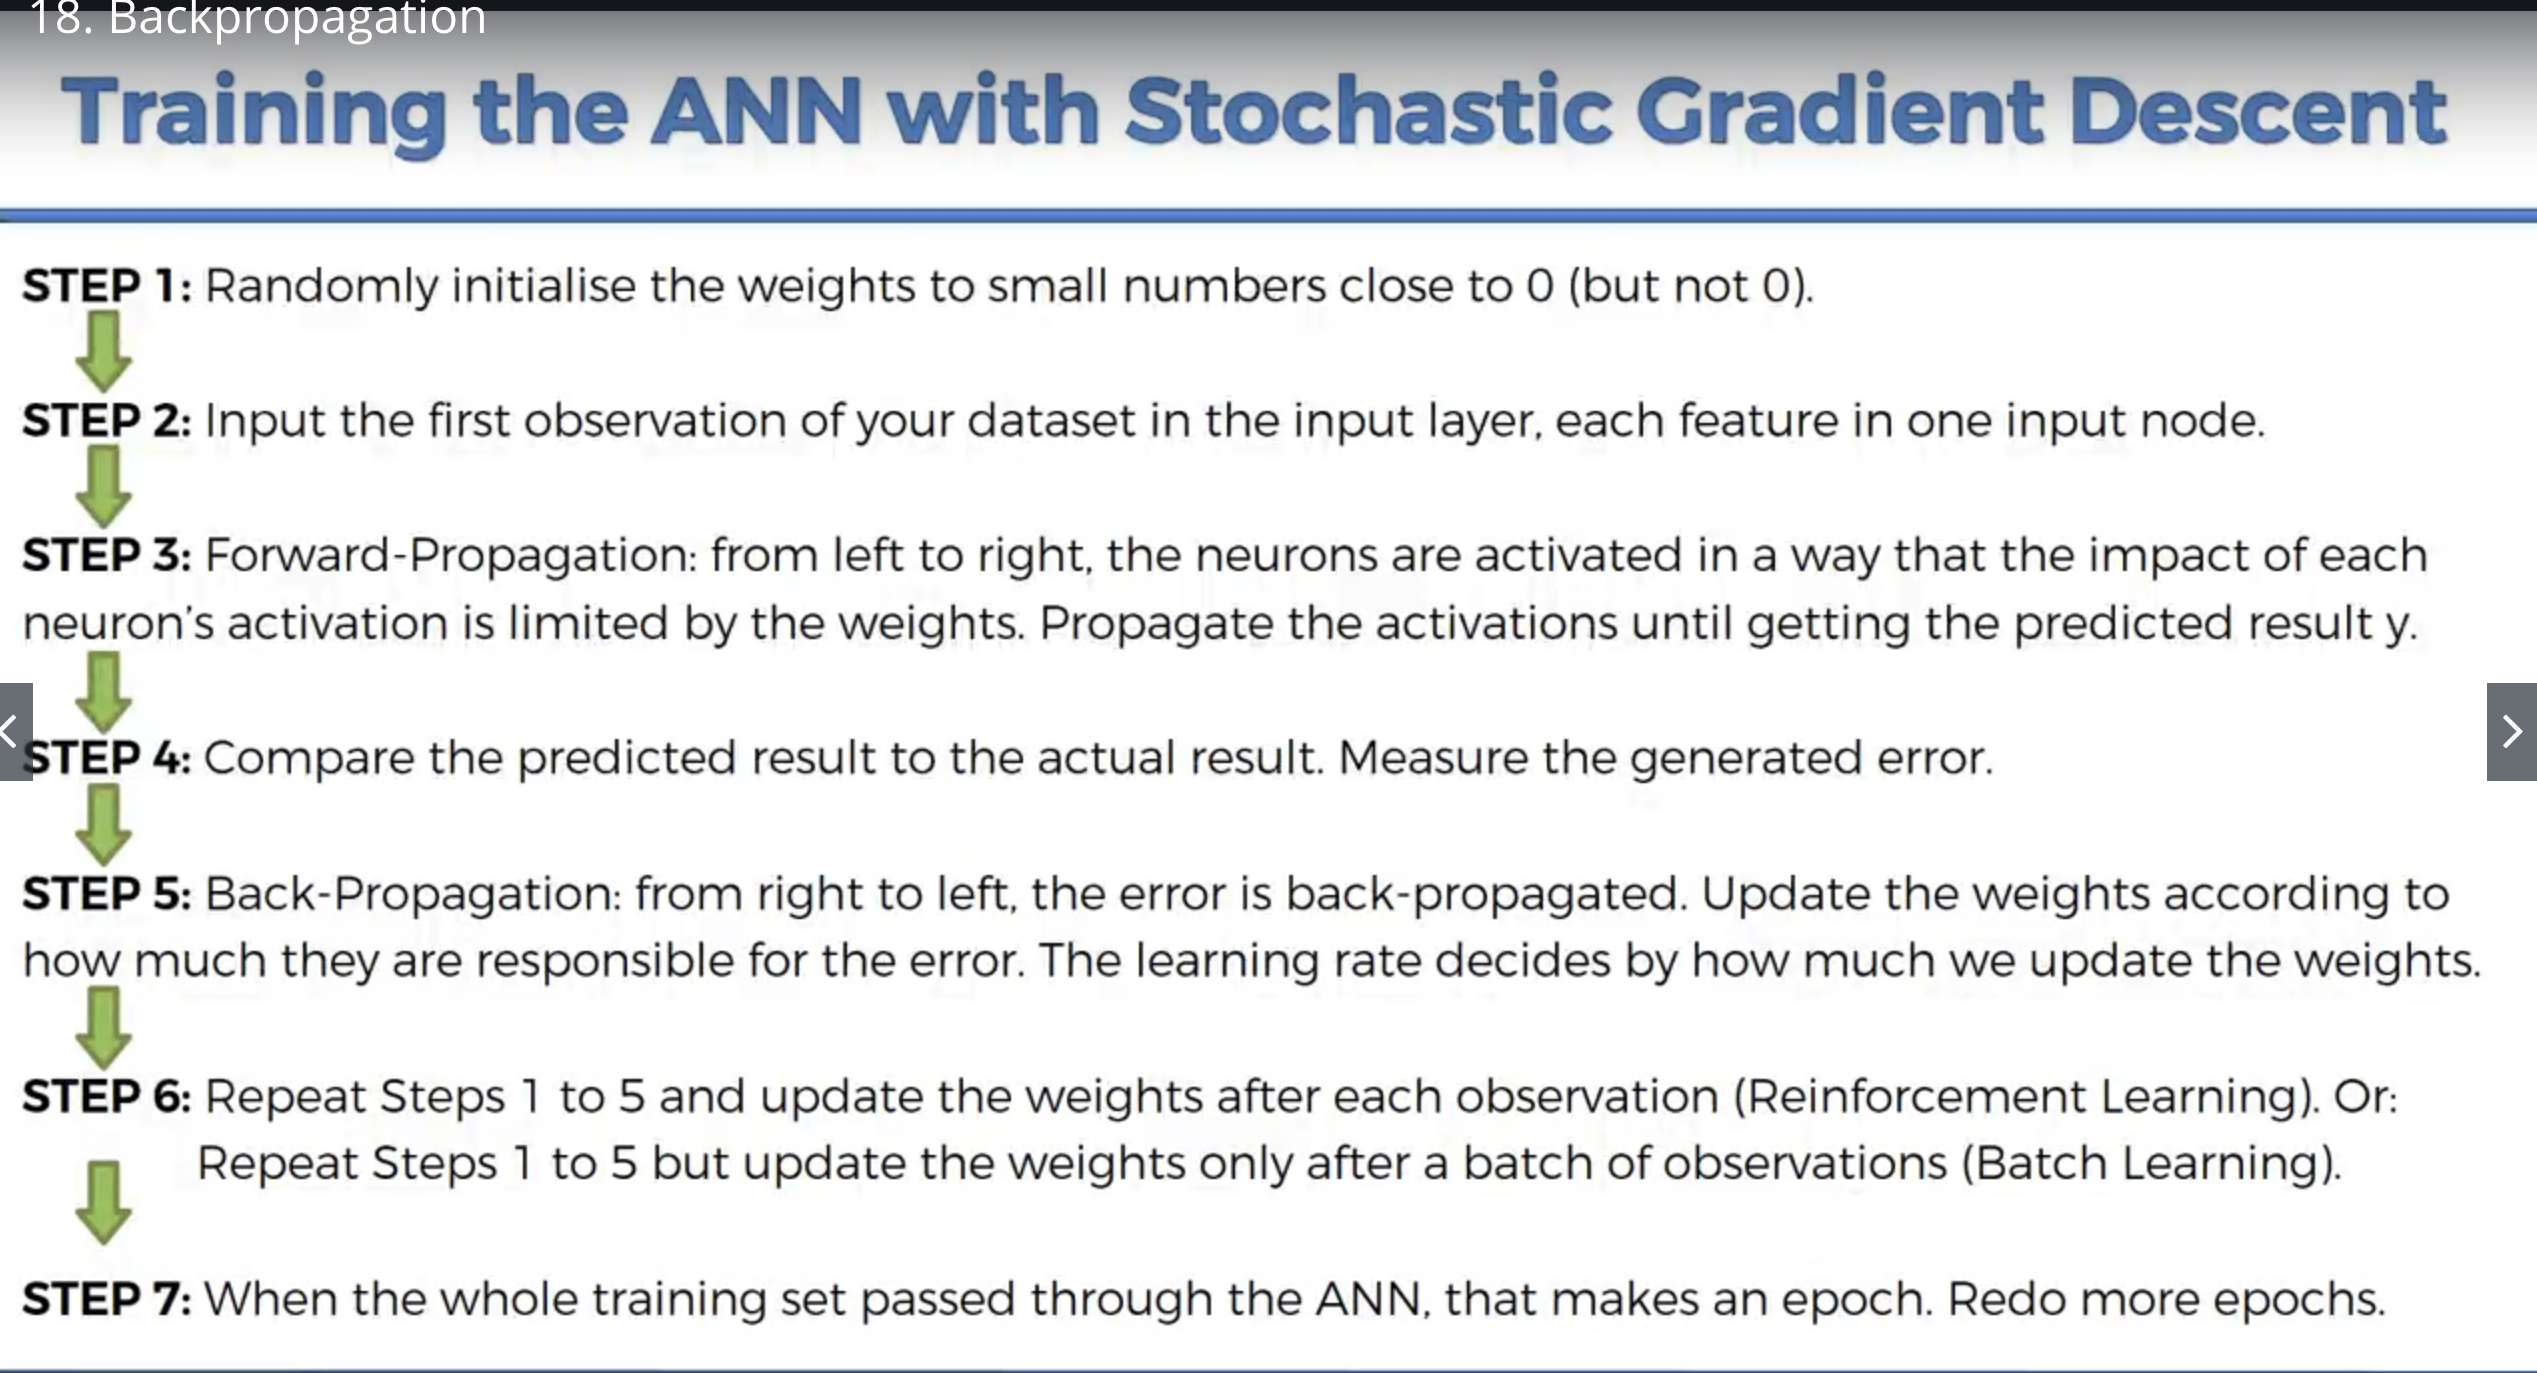 18. Backpropagation
Training the ANN with Stochastic Gradient Descent
STEP 1: Randomly initialise the weights to small numbers close to 0 (but not 0).
STEP 2: Input the first observation of your dataset in the input layer, each feature in one input node.
STEP 3: Forward-Propagation: from left to right, the neurons are activated in a way that the impact of each
neuron's activation is limited by the weights. Propagate the activations until getting the predicted result y.
STEP 4: Compare the predicted result to the actual result. Measure the generated error.
STEP 5: Back-Propagation: from right to left, the error is back-propagated. Update the weights according to
how much they are responsible for the error. The learning rate decides by how much we update the weights.
STEP 6: Repeat Steps 1 to 5 and update the weights after each observation (Reinforcement Learning). Or:
Repeat Steps 1 to 5 but update the weights only after a batch of observations (Batch Learning).
STEP 7: When the whole training set passed through the ANN, that makes an epoch. Redo more epochs.